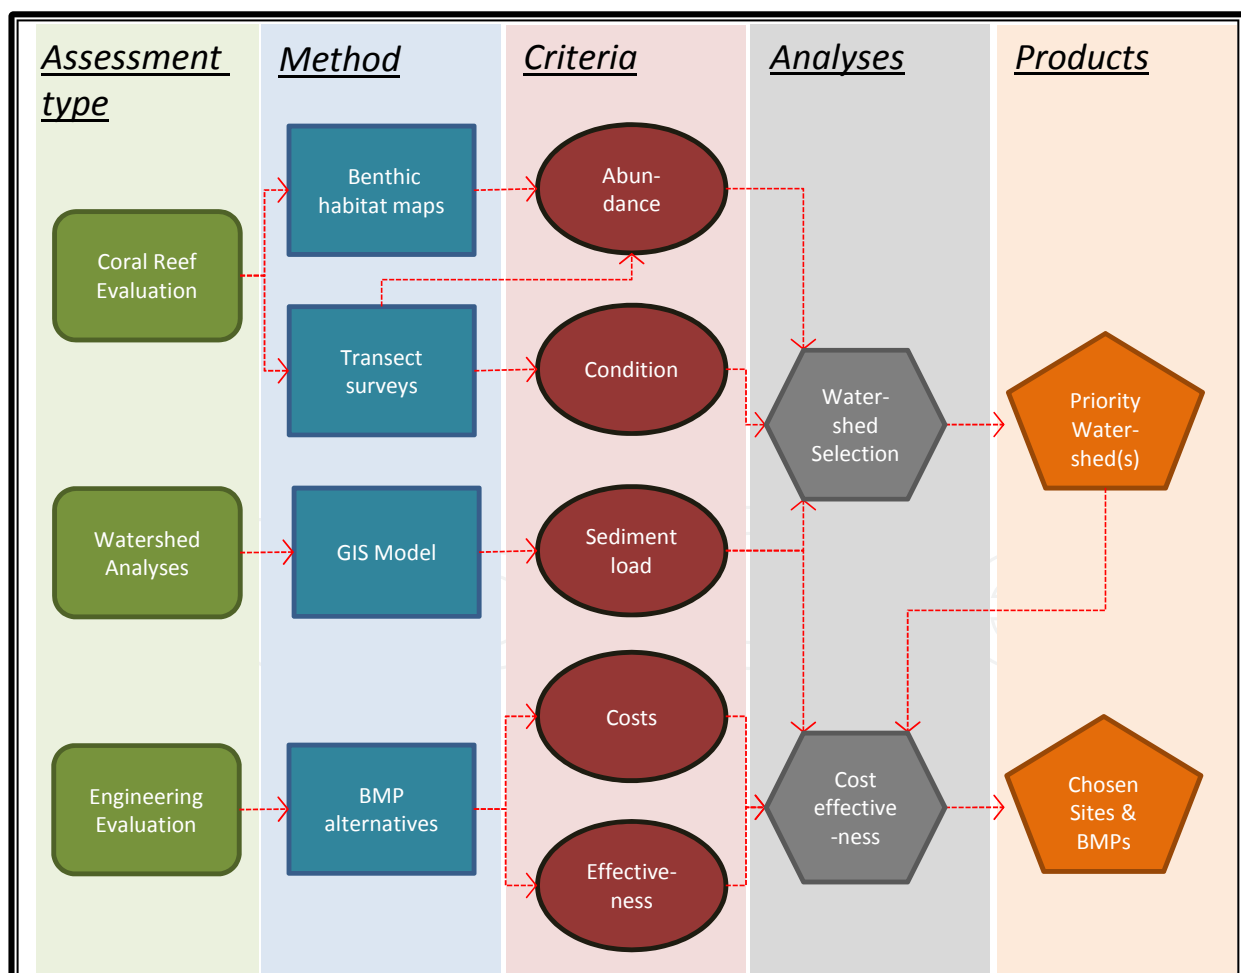 Assessment
type
Method
Criteria
Analyses
Products
Benthic
habitat maps
Abun-
dance
Coral Reef
Evaluation
Transect
surveys
Condition
Water-
shed
Selection
Priority
Water-
shed(s)
Watershed
Analyses
GIS Model
Sediment
load
Costs
Engineering
Evaluation
BMP
alternatives
Cost
effective
-ness
Chosen
Sites &
BMPs
Effective-
ness